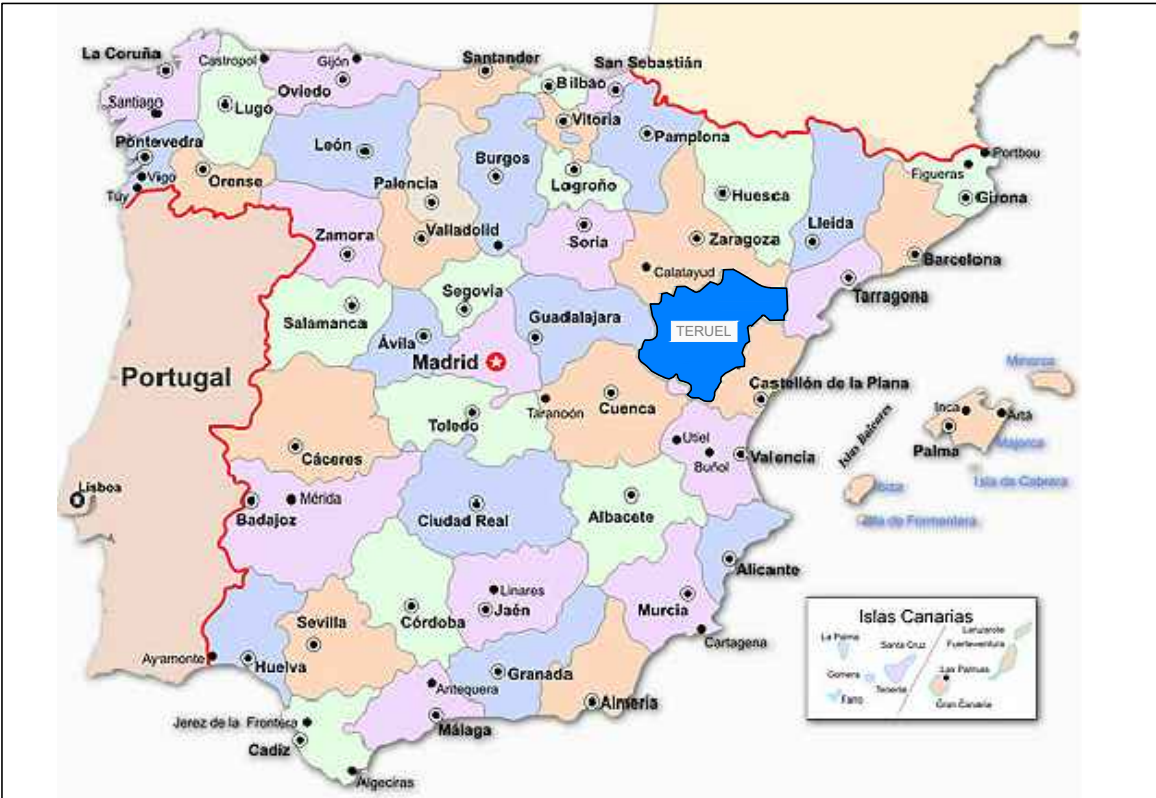 La Coruña
Castropol
Gijón
Santander
San Sebastián
Oviedo
Bilbao
Santiago
Lugo
Vitoria
Pamplona
Pontevedra
León
Burgos
Portbou
Figueras
Vigo
Orense
Palencia
Logroño
Huesca
Girona
Tuy
Zamora
Valladolid
Soria
Zaragoza
Lleida
Barcelona
Calatayud
Segovia
Tarragona
Salamanca
Guadalajara
TERUEL
Ávila
Madrid
Minorca
Portugal
Castellón de la Plana
Tarancón
Cuenca
Inca
Artá
Toledo
Islas Baleares
Palma
Majorca
Utiel
Buñol
Valencia
Cáceres
Isla de Cabrera
Lisboa
Ibiza
Mérida
Badajoz
Ciudad Real
Albacete
Isla de Formentera
Alicante
Linares
Jaén
Murcia
Córdoba
Sevilla
Cartagena
Islas Canarias
La Palma
Santa Cruz
Lanzarote
Fuerteventura
Ayamonte
Huelva
Granada
Gomera
Las Palmas
Antequera
Tenerife
Almeria
Gran Canaria
Jerez de la Frontera
Málaga
Cadiz
Algeciras